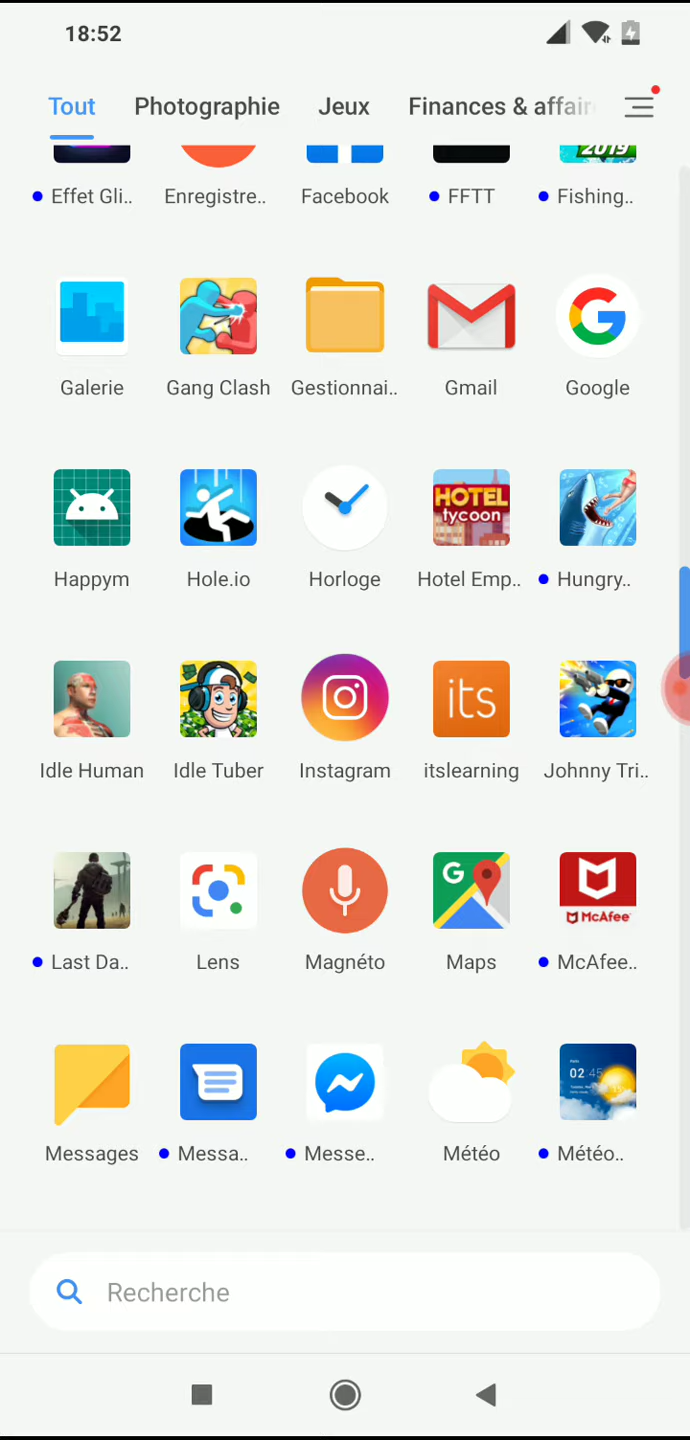 18:52
Tout Photographie Jeux Finances & affair
2019
Effet Gli.. Enregistre.. Facebook FFTT Fishing..
Galerie Gang Clash Gestionnai.. Gmail Google
HOTEL
tycoon
Happym Hole.io Horloge Hotel Emp.. Hungry..
its
Idle Human Idle Tuber Instagram itslearning Johnny Tri..
G
McAfee
Last Da.. Lens Magnéto Maps McAfee..
02 45
Messages Messa.. Messe.. Météo Météo..
Recherche